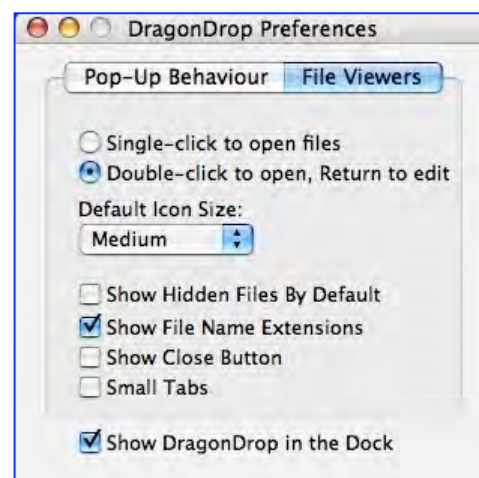 DragonDrop Preferences
Pop-Up Behaviour File Viewers
Single-click to open files
Double-click to open, Return to edit
Default Icon Size:
Medium
Show Hidden Files By Default
Show File Name Extensions
Show Close Button
Small Tabs
Show DragonDrop in the Dock